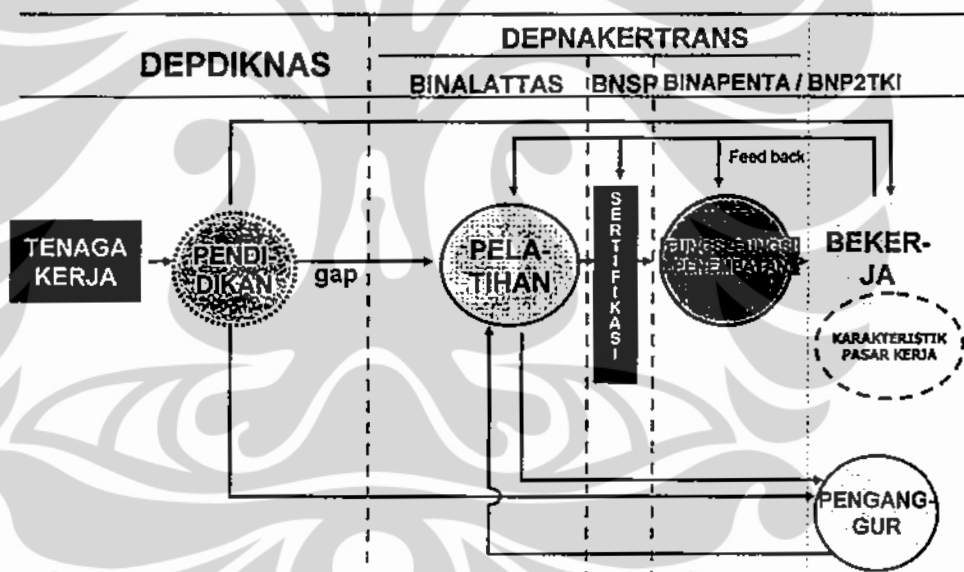 DEPDIKNAS
DEPNAKERTRANS
BINALATTAS
BNSP
BINAPENTA / BNP2TKI
Feed back
TENAGA
KERJA
PENDI-
DIKAN
gap
PELA-
TIHAN
SERTIFIKASI
BEKER-
JA
KARAKTERISTIK
PASAR KERJA
PENGANG-
GUR